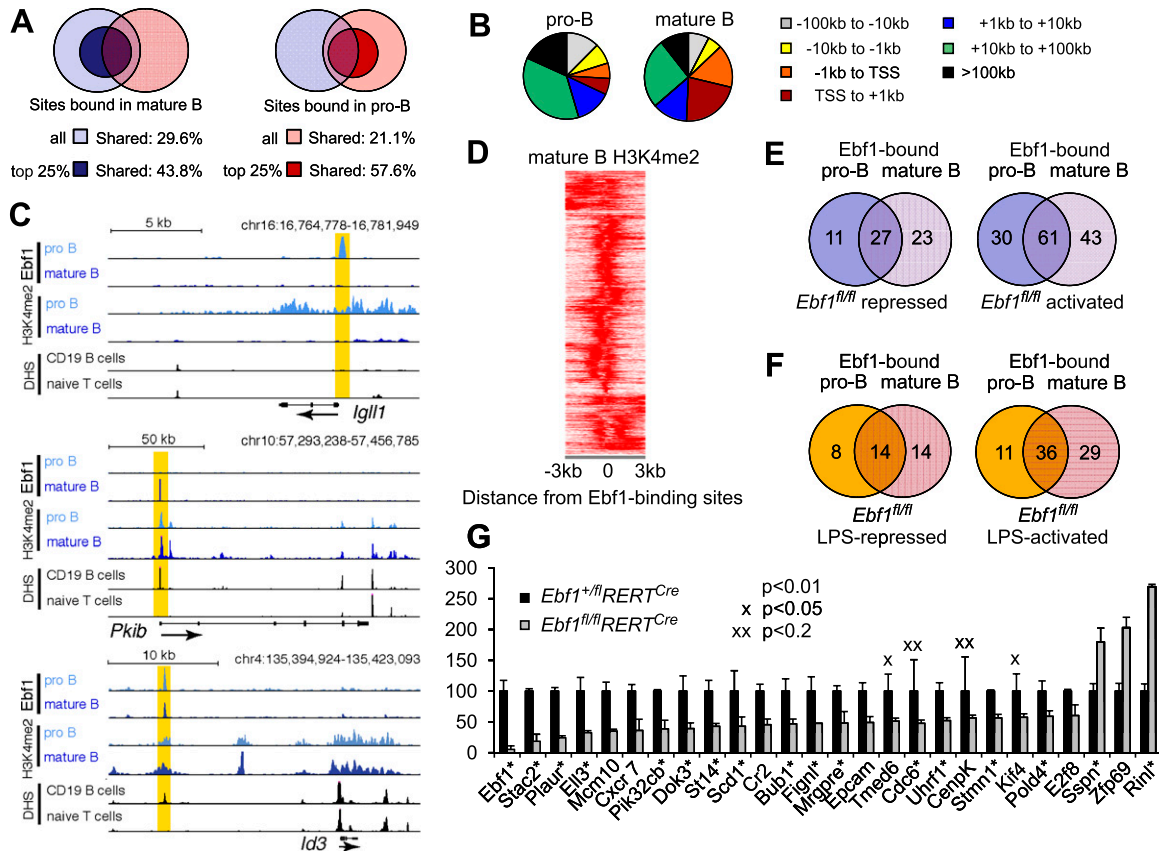 A
Sites bound in mature B
all Shared: 29.6%
top 25% Shared: 43.8%
Sites bound in pro-B
all Shared: 21.1%
top 25% Shared: 57.6%
B
pro-B
mature B
-100kb to -10kb
-10kb to -1kb
-1kb to TSS
TSS to +1kb
+1kb to +10kb
+10kb to +100kb
>100kb
C
5 kb
chr16:16,764,778-16,781,949
Ebf1
pro B
mature B
H3K4me2
pro B
mature B
DHS
CD19 B cells
naive T cells
Igll1
50 kb
chr10:57,293,238-57,456,785
Ebf1
pro B
mature B
H3K4me2
pro B
mature B
DHS
CD19 B cells
naive T cells
Pkib
10 kb
chr4:135,394,924-135,423,093
Ebf1
pro B
mature B
H3K4me2
pro B
mature B
DHS
CD19 B cells
naive T cells
Id3
D
mature B H3K4me2
-3kb 0 3kb
Distance from Ebf1-binding sites
E
Ebf1-bound
pro-B mature B
11 27 23
Ebf1fl/fl repressed
Ebf1-bound
pro-B mature B
30 61 43
Ebf1fl/fl activated
F
Ebf1-bound
pro-B mature B
8 14 14
Ebf1fl/fl
LPS-repressed
Ebf1-bound
pro-B mature B
11 36 29
Ebf1fl/fl
LPS-activated
G
300
250
200
150
100
50
0
Ebf1+/fl RERTCre
Ebf1fl/fl RERTCre
p<0.01
x p<0.05
xx p<0.2
x
xx
xx
x
Ebf1*
Stac2*
Plaur*
Ell3*
Mcm10
Cxcr 7
Pik32cb*
Dok3*
St14*
Scd1*
Cr2
Bub1*
Fignl*
Mrgpre*
Epcam
Tmed6
Cdc6*
Uhrf1*
CenpK
Stmn1*
Kif4
Pold4*
E2f8
Sspn*
Zfp69
Rinl*